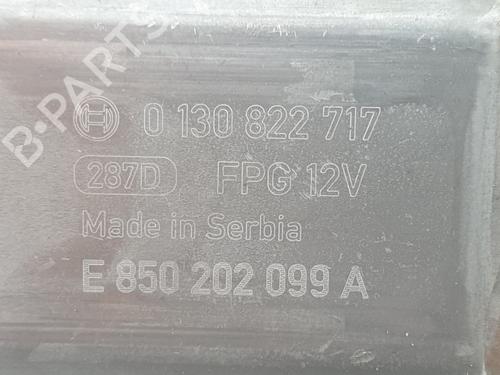 B-PARTS
0 130 822 717
287D FPG 12V
Made in Serbia
E 850 202 099 A